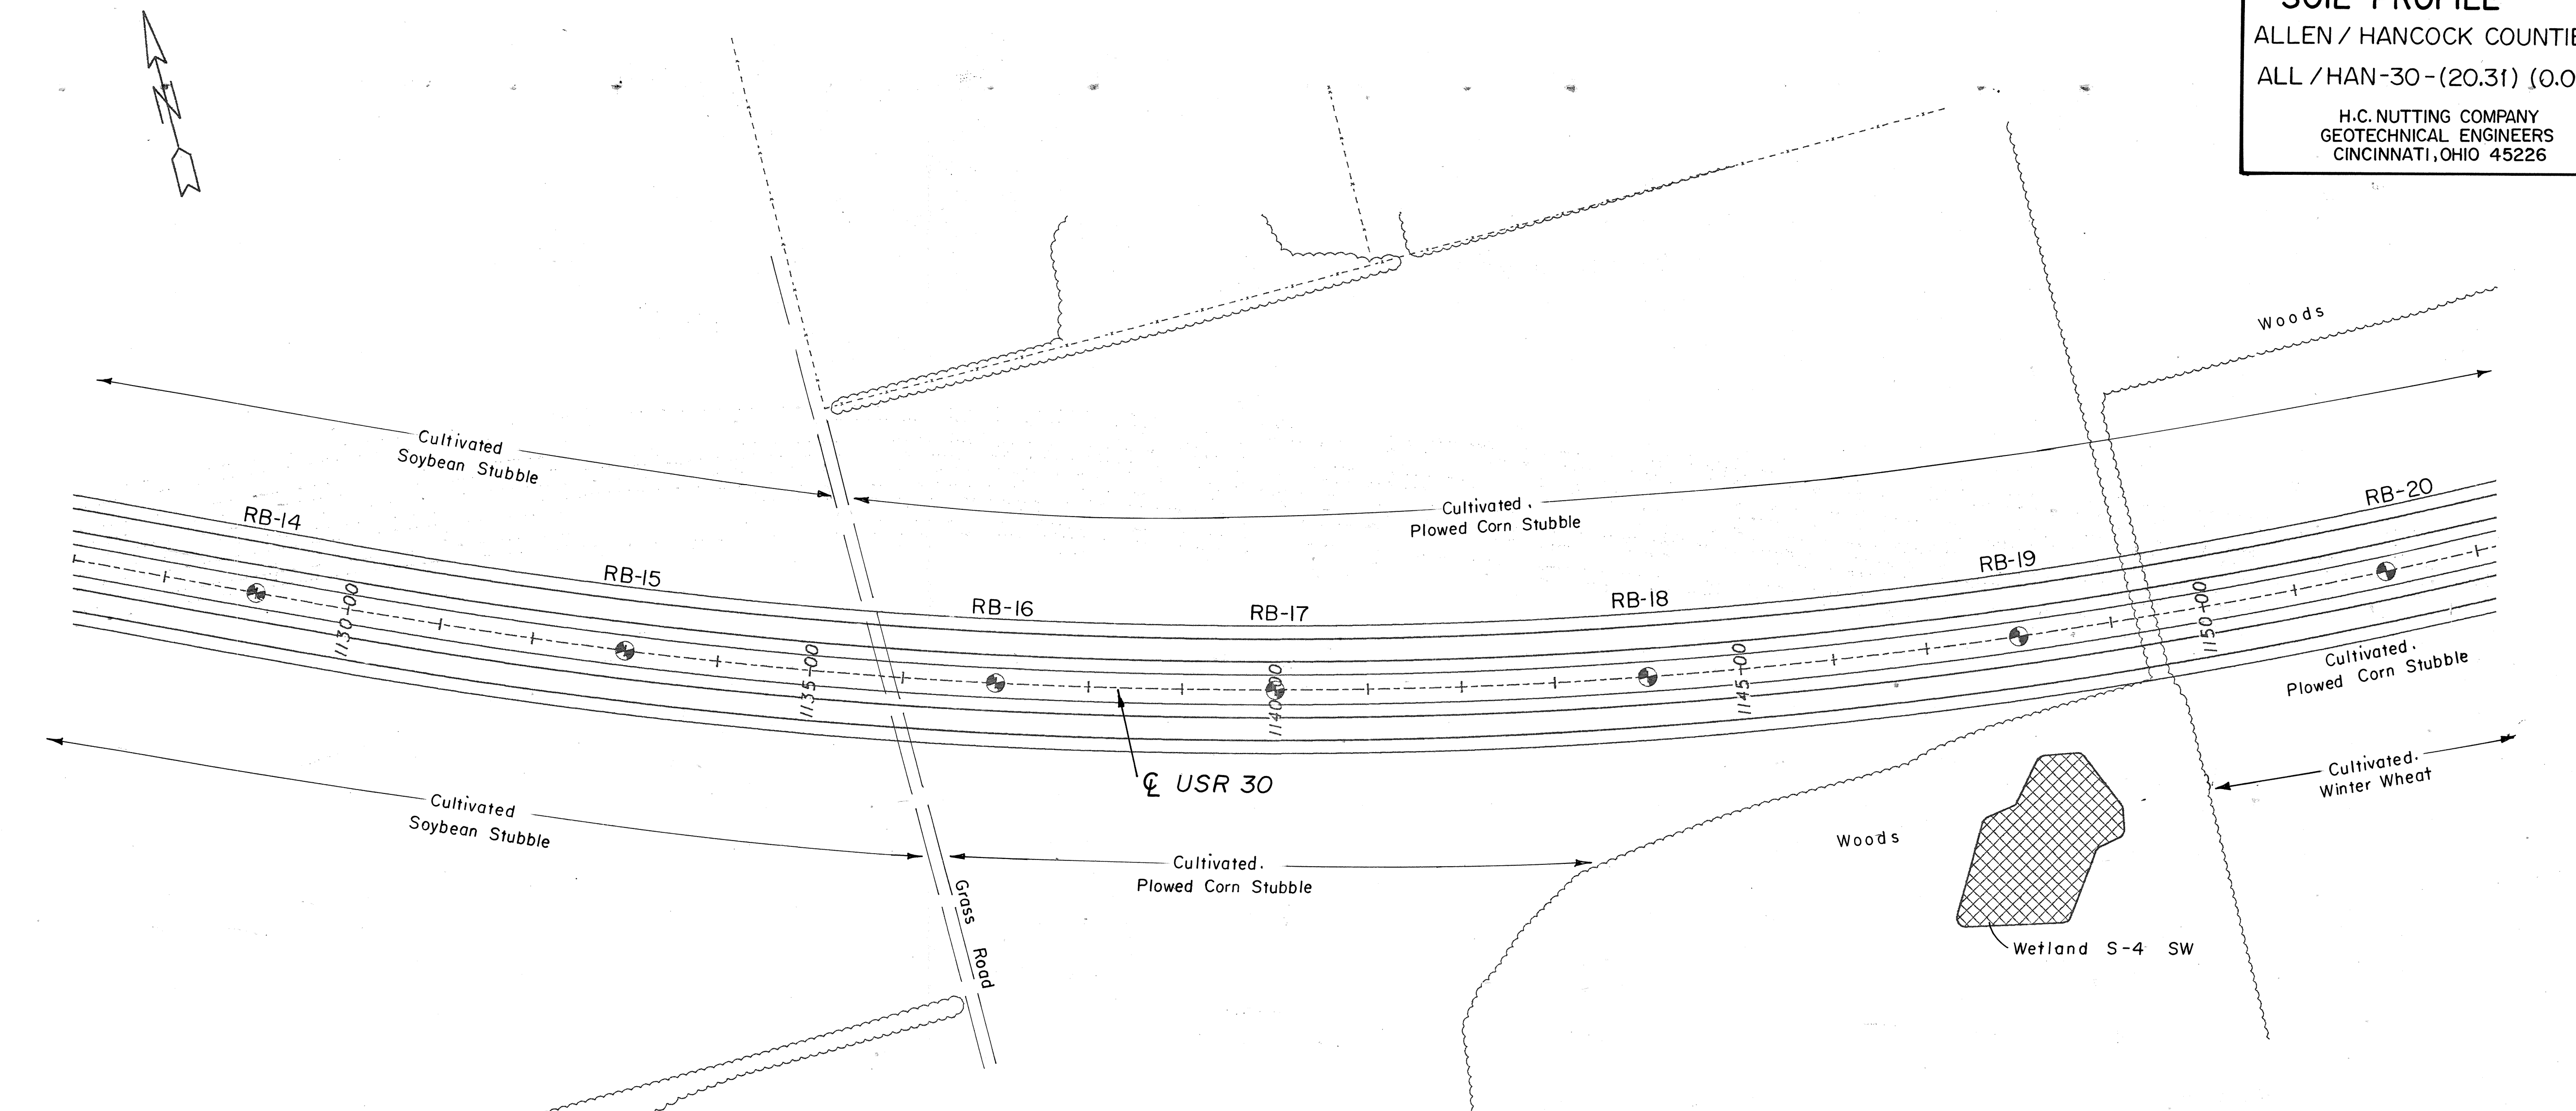 ALLEN / HANCOCK
ALL / HAN-30-(20.31) (0.0
H.C. NUTTING COMPANY
GEOTECHNICAL ENGINEERS
CINCINNATI, OHIO 45226
N
Woods
Cultivated
Soybean Stubble
Cultivated.
Plowed Corn Stubble
RB-14
RB-15
RB-16
RB-17
RB-18
RB-19
RB-20
1130+00
1135+00
1140+00
1145+00
1150+00
℄ USR 30
Cultivated.
Plowed Corn Stubble
Cultivated.
Winter Wheat
Cultivated
Soybean Stubble
Cultivated.
Plowed Corn Stubble
Woods
Grass Road
Wetland S-4 SW